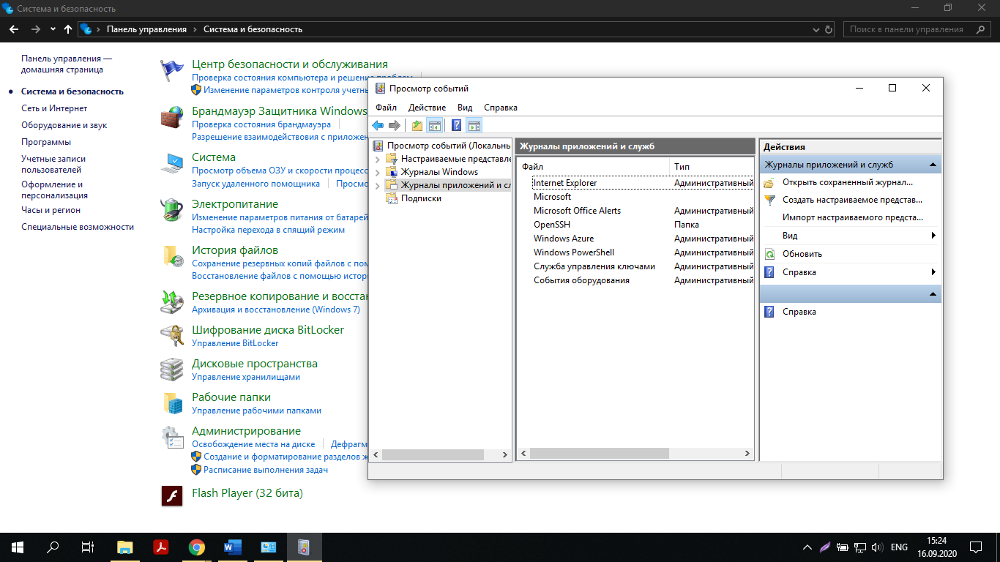 Система и безопасность
Панель управления › Система и безопасность
Поиск в панели управления
Панель управления —
домашняя страница
Система и безопасность
Сеть и Интернет
Оборудование и звук
Программы
Учетные записи
пользователей
Оформление и
персонализация
Часы и регион
Специальные возможности
Центр безопасности и обслуживания
Проверка состояния компьютера и решение проблем
Изменение параметров контроля учетны
Брандмауэр Защитника Windows
Проверка состояния брандмауэра
Разрешение взаимодействия с приложен
Система
Просмотр объема ОЗУ и скорости процесс
Запуск удаленного помощника
Просмо
Электропитание
Изменение параметров питания от батарей
Настройка перехода в спящий режим
История файлов
Сохранение резервных копий файлов с пом
Восстановление файлов с помощью истори
Резервное копирование и восстан
Архивация и восстановление (Windows 7)
Шифрование диска BitLocker
Управление BitLocker
Дисковые пространства
Управление хранилищами
Рабочие папки
Управление рабочими папками
Администрирование
Освобождение места на диске
Дефрагм
Создание и форматирование разделов ж
Расписание выполнения задач
Flash Player (32 бита)
Просмотр событий
Файл Действие Вид Справка
Просмотр событий (Локальны
Настраиваемые представле
Журналы Windows
Журналы приложений и сл
Подписки
Журналы приложений и служб
Файл Тип
Internet Explorer Административный
Microsoft
Microsoft Office Alerts Административный
OpenSSH Папка
Windows Azure Административный
Windows PowerShell Административный
Служба управления ключами Административный
События оборудования Административный
Действия
Журналы приложений и служб
Открыть сохраненный журнал...
Создать настраиваемое представ...
Импорт настраиваемого предста...
Вид
Обновить
Справка
Справка
ENG
15:24
16.09.2020